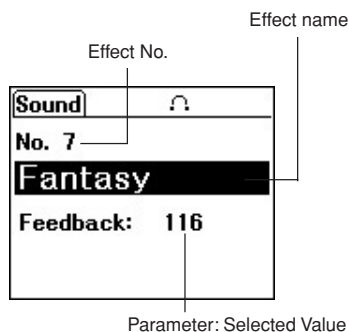 Effect name
Effect No.
Sound
No. 7
Fantasy
Feedback: 116
Parameter: Selected Value